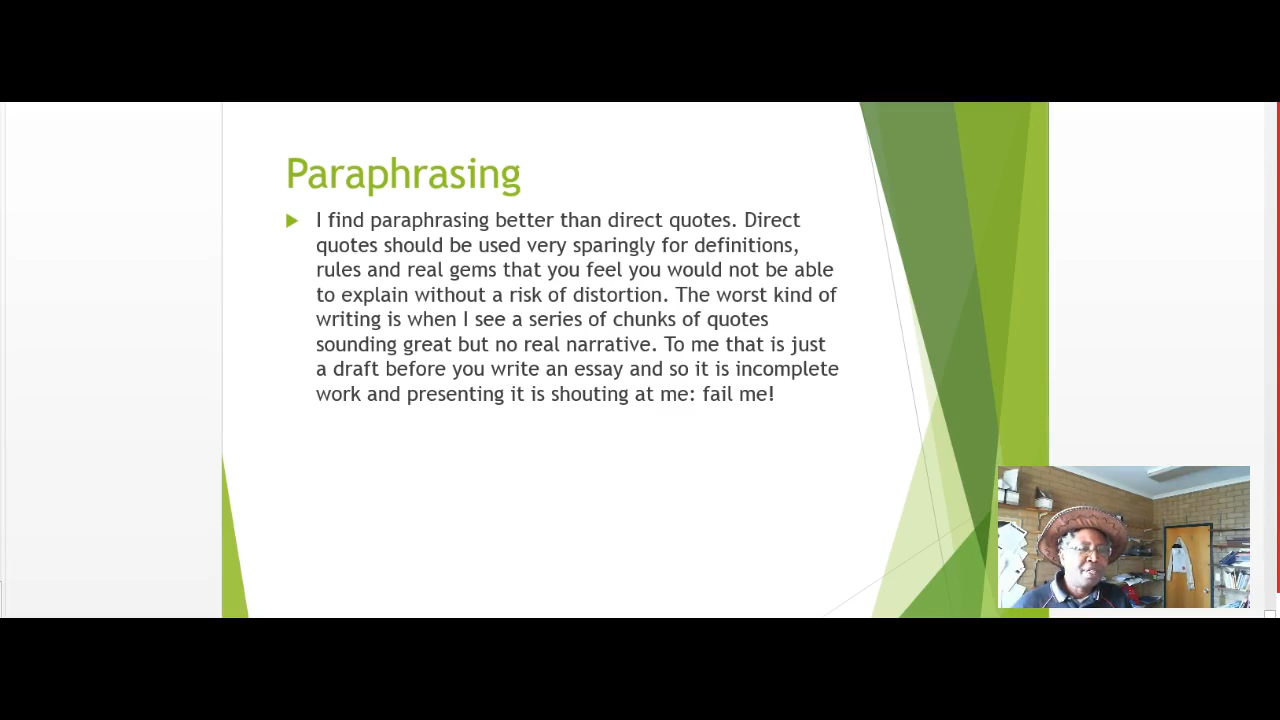 Paraphrasing
I find paraphrasing better than direct quotes. Direct
quotes should be used very sparingly for definitions,
rules and real gems that you feel you would not be able
to explain without a risk of distortion. The worst kind of
writing is when I see a series of chunks of quotes
sounding great but no real narrative. To me that is just
a draft before you write an essay and so it is incomplete
work and presenting it is shouting at me: fail me!